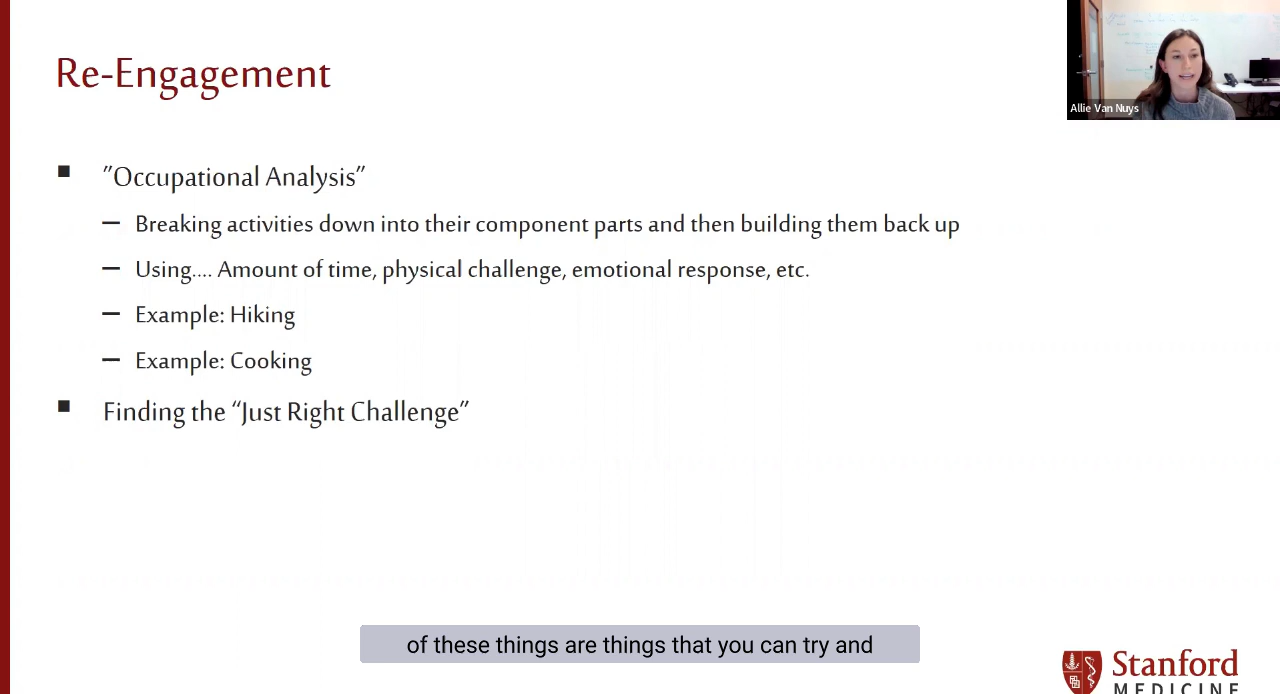 Re-Engagement
Allie Van Nuys
"Occupational Analysis"
Breaking activities down into their component parts and then building them back up
Using.... Amount of time, physical challenge, emotional response, etc.
Example: Hiking
Example: Cooking
Finding the “Just Right Challenge”
of these things are things that you can try and
Stanford
MEDICINE